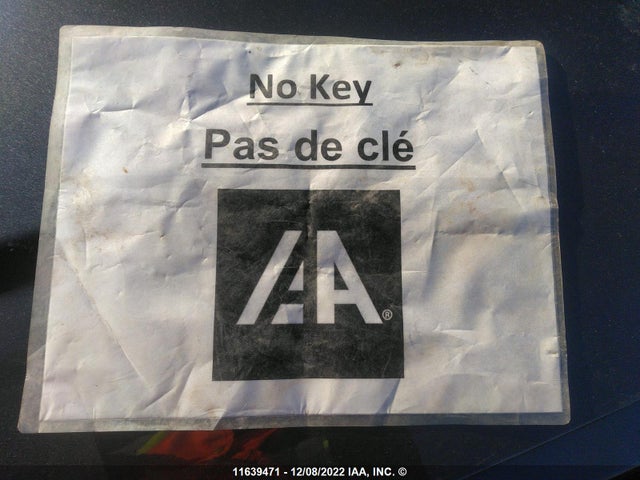 No Key
Pas de clé
IAA®
11639471 - 12/08/2022 IAA, INC. ©